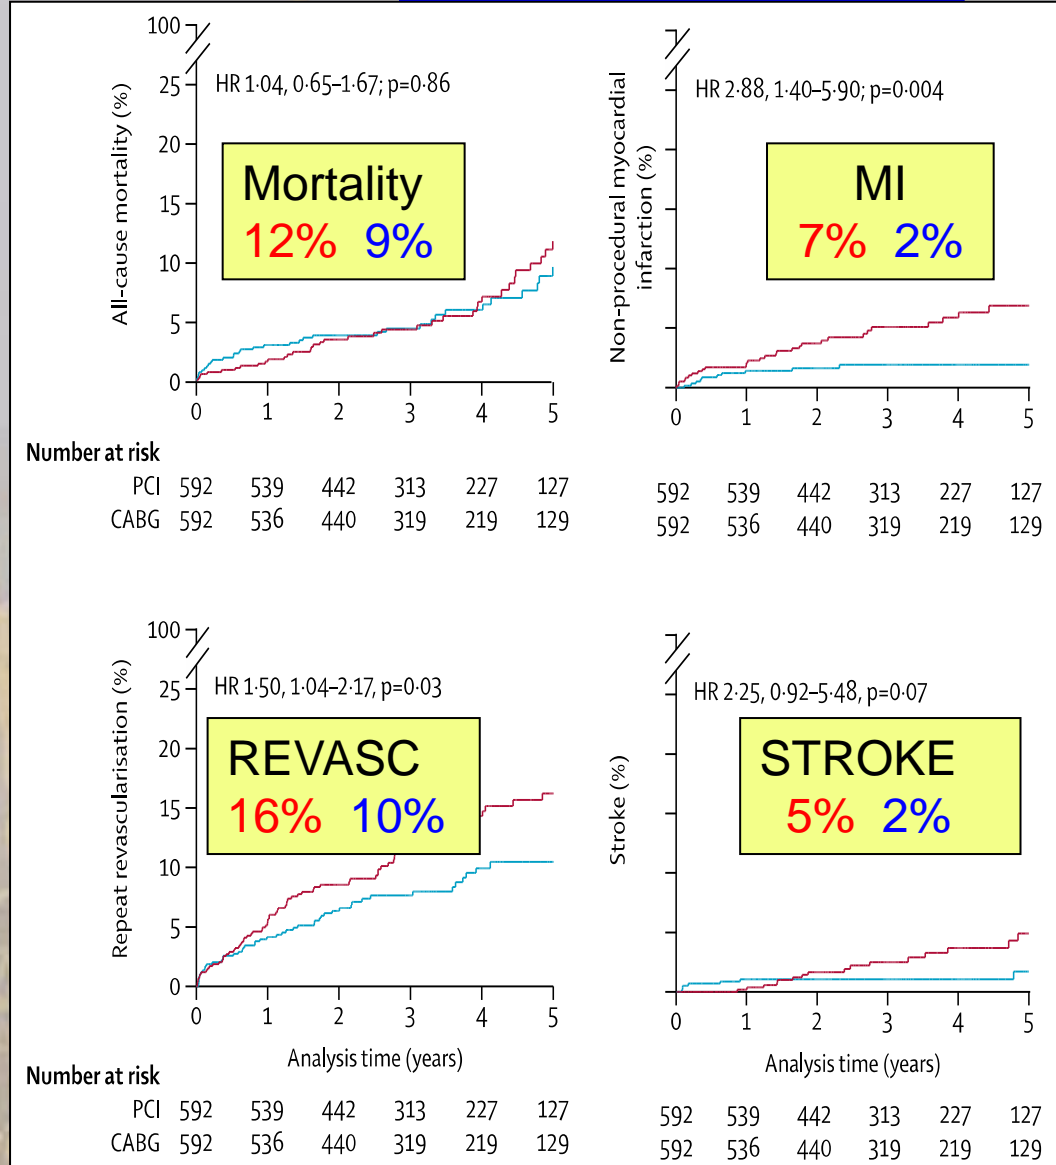 100
25
20
15
10
5
0
All-cause mortality (%)
HR 1·04, 0·65–1·67; p=0·86
Mortality
12% 9%
0 1 2 3 4 5
Non-procedural myocardial
infarction (%)
HR 2·88, 1·40–5·90; p=0·004
MI
7% 2%
0 1 2 3 4 5
Number at risk
PCI 592 539 442 313 227 127
CABG 592 536 440 319 219 129
592 539 442 313 227 127
592 536 440 319 219 129
100
25
20
15
10
5
0
Repeat revascularisation (%)
HR 1·50, 1·04–2·17, p=0·03
REVASC
16% 10%
0 1 2 3 4 5
Analysis time (years)
Stroke (%)
HR 2·25, 0·92–5·48, p=0·07
STROKE
5% 2%
0 1 2 3 4 5
Analysis time (years)
Number at risk
PCI 592 539 442 313 227 127
CABG 592 536 440 319 219 129
592 539 442 313 227 127
592 536 440 319 219 129